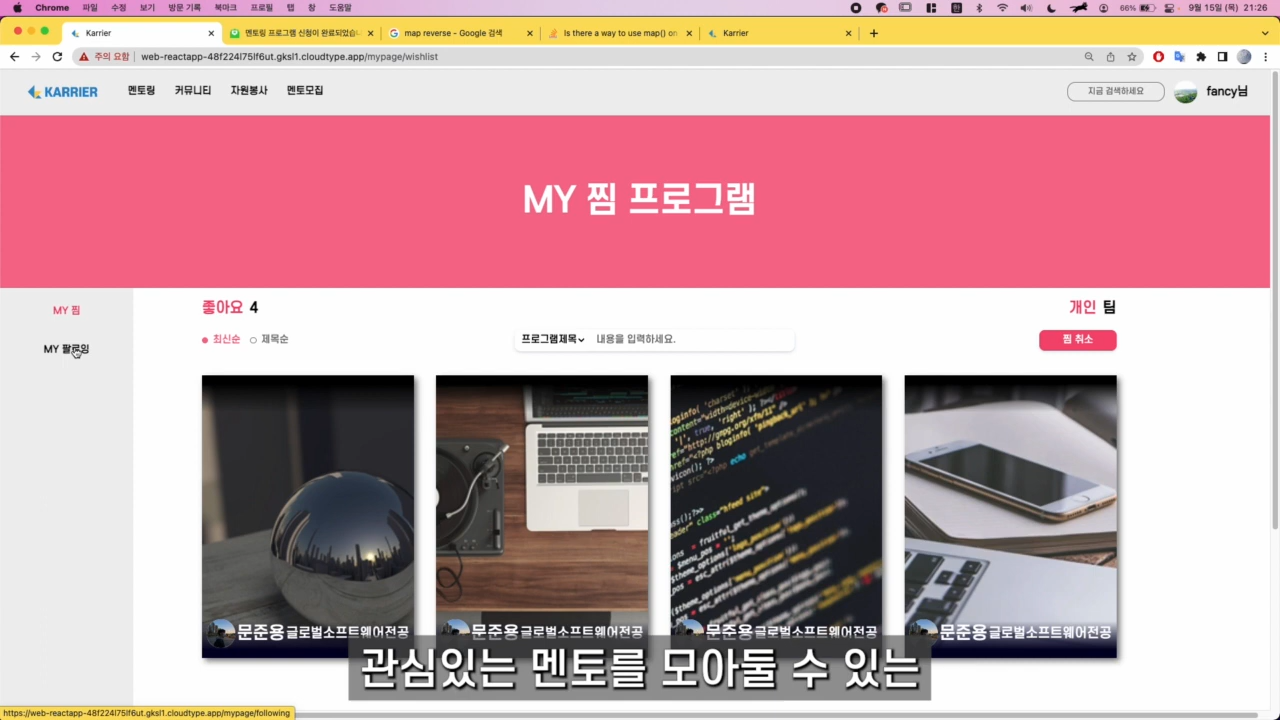 Chrome 파일 수정 보기 방문 기록 북마크 프로필 탭 창 도움말 한 66% 9월 15일 (목) 21:26
Karrier 멘토링 프로그램 신청이 완료되었습니 map reverse - Google 검색 Is there a way to use map() on Karrier
주의 요함 web-reactapp-48f224l75lf6ut.gksl1.cloudtype.app/mypage/wishlist
KARRIER 멘토링 커뮤니티 자원봉사 멘토모집 지금 검색하세요 fancy님
MY 찜 프로그램
MY 찜
MY 팔로잉
좋아요 4 개인 팀
최신순 제목순 프로그램제목 내용을 입력하세요. 찜 취소
문준용 글로벌소프트웨어전공 문준용 글로벌소프트웨어전공 문준용 글로벌소프트웨어전공 문준용 글로벌소프트웨어전공
관심있는 멘토를 모아둘 수 있는
https://web-reactapp-48f224l75lf6ut.gksl1.cloudtype.app/mypage/following